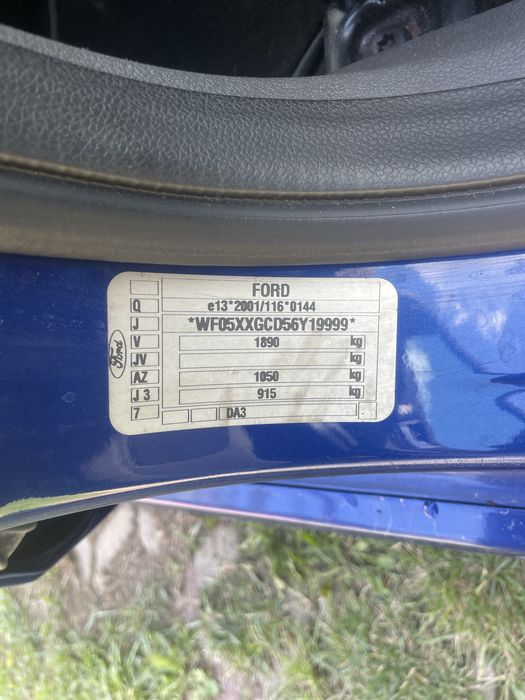 FORD
Q e13*2001/116*0144
J *WF05XXGCD56Y19999*
V 1890 kg
JV kg
AZ 1050 kg
J 3 915 kg
7 DA3
Ford